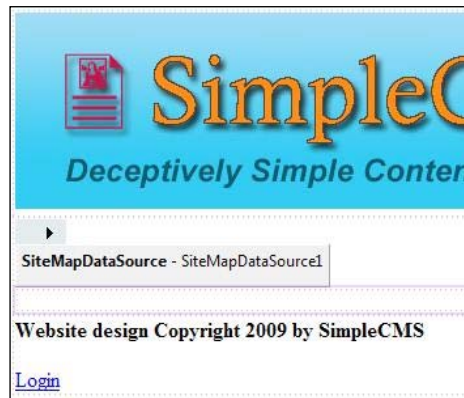 SimpleC
Deceptively Simple Conten
SiteMapDataSource - SiteMapDataSource1
Website design Copyright 2009 by SimpleCMS
Login